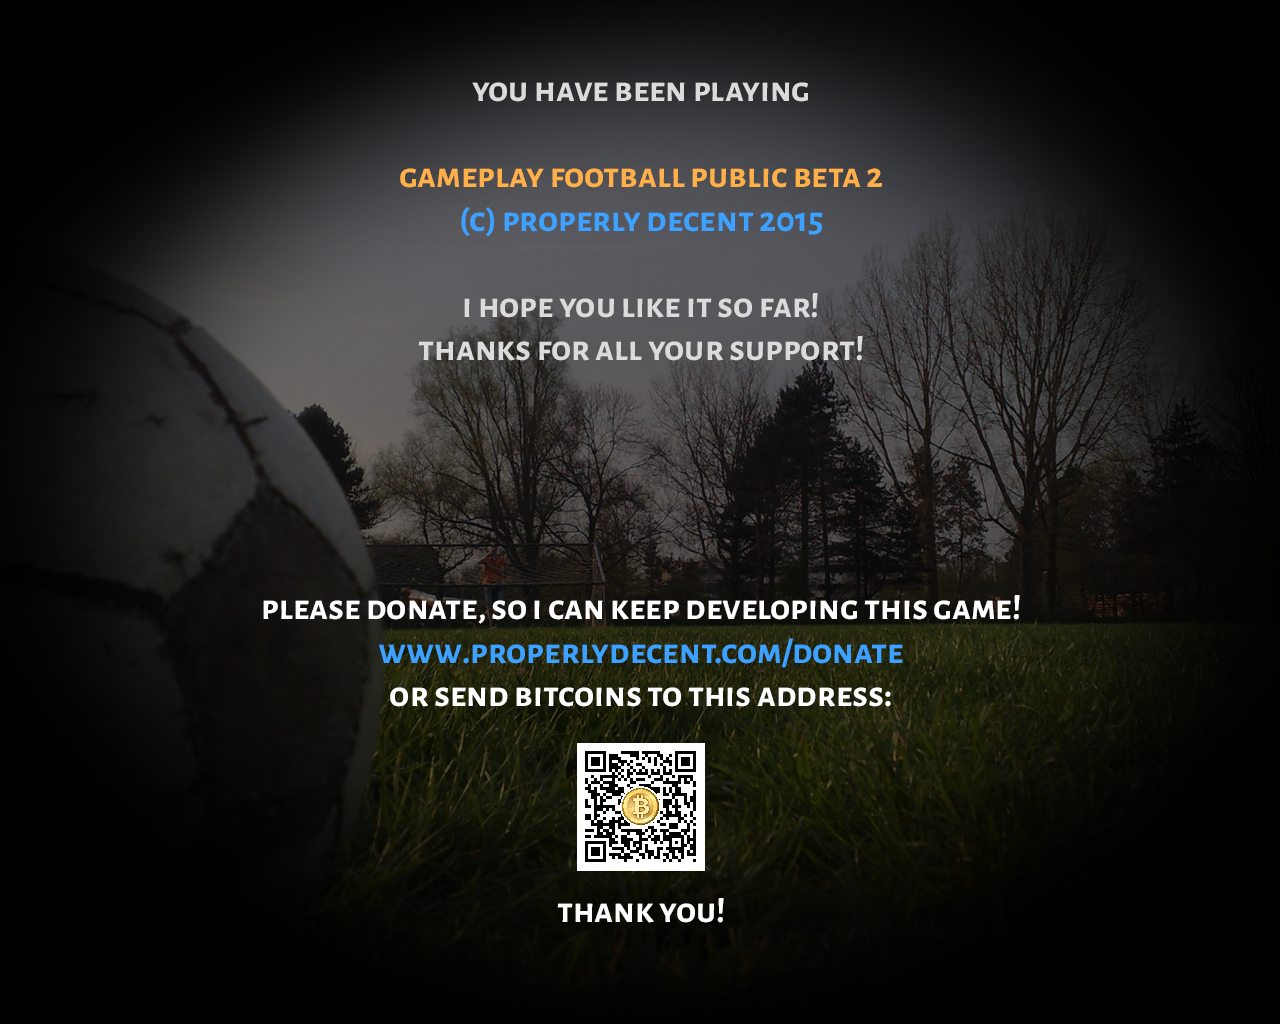 YOU HAVE BEEN PLAYING
GAMEPLAY FOOTBALL PUBLIC BETA 2
(C) PROPERLY DECENT 2015
I HOPE YOU LIKE IT SO FAR!
THANKS FOR ALL YOUR SUPPORT!
PLEASE DONATE, SO I CAN KEEP DEVELOPING THIS GAME!
WWW.PROPERLYDECENT.COM/DONATE
OR SEND BITCOINS TO THIS ADDRESS:
THANK YOU!